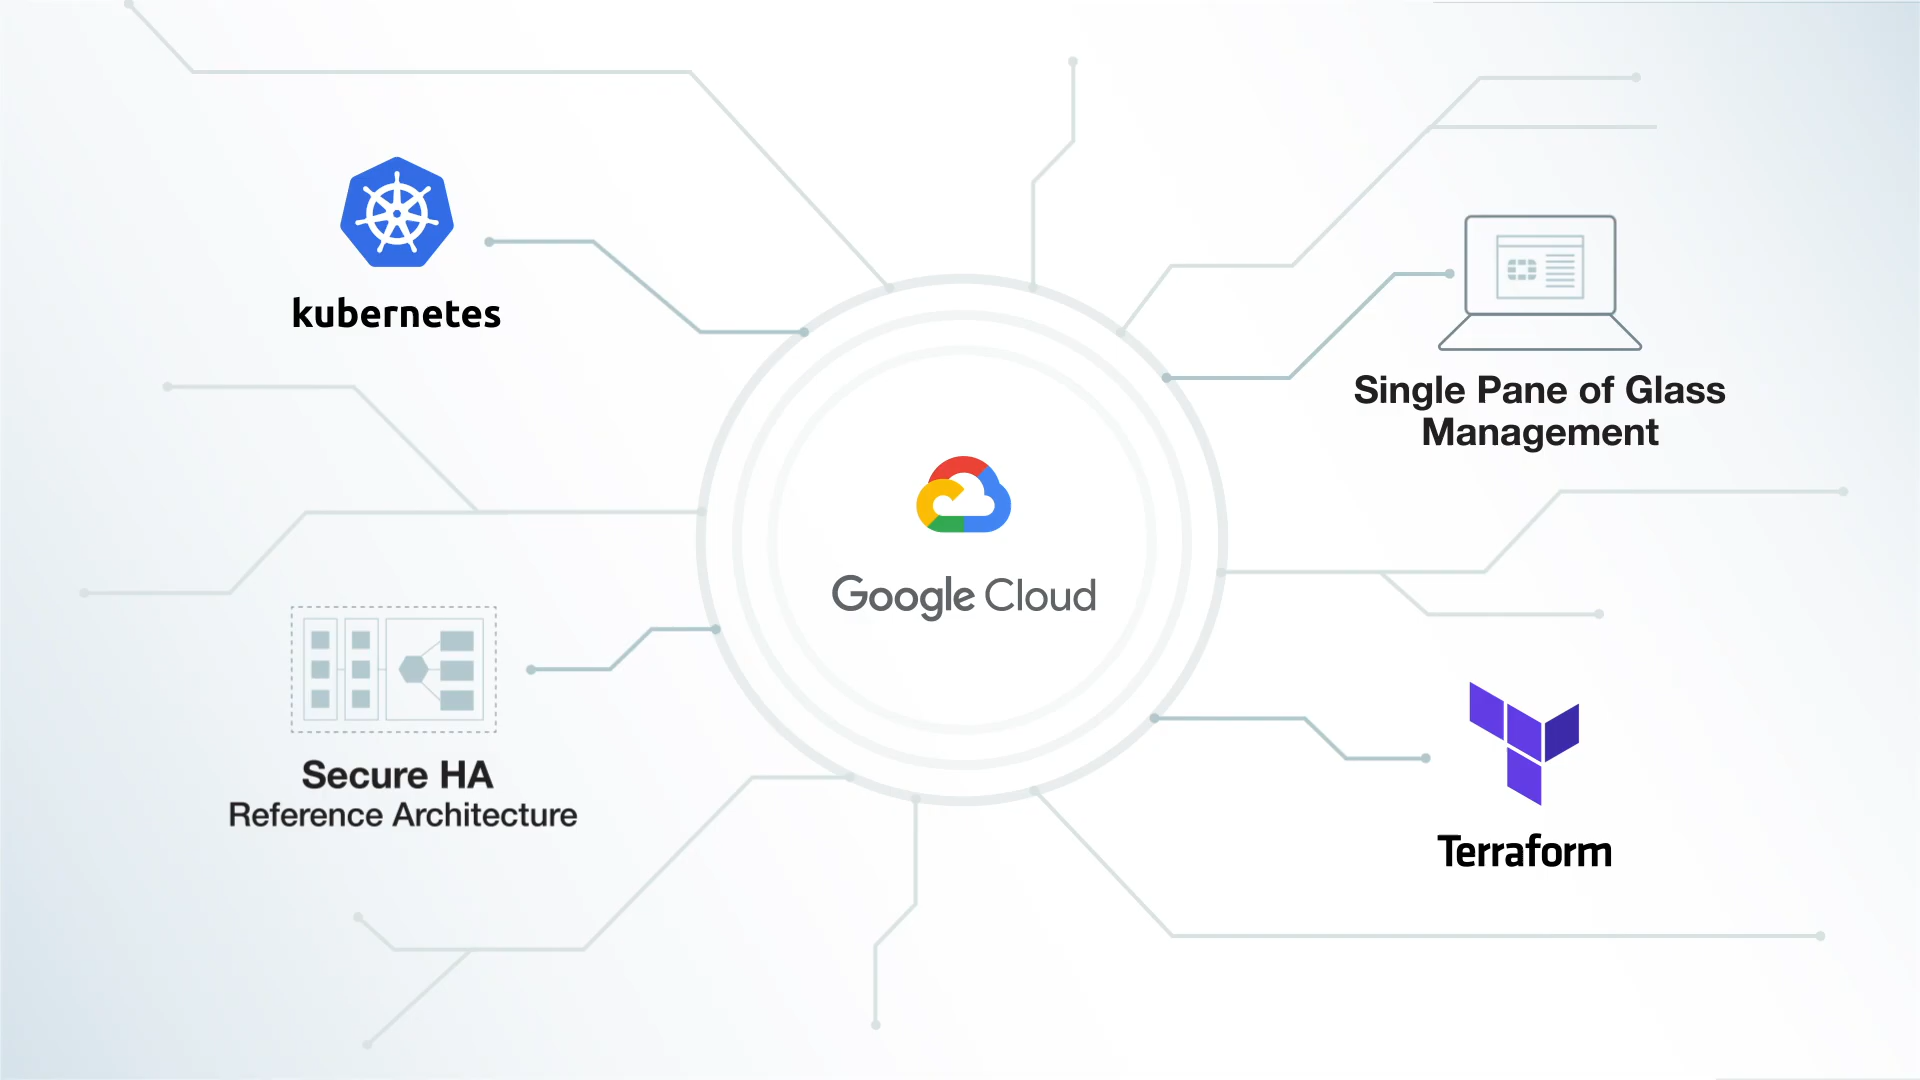 kubernetes
Single Pane of Glass
Management
Google Cloud
Secure HA
Reference Architecture
Terraform